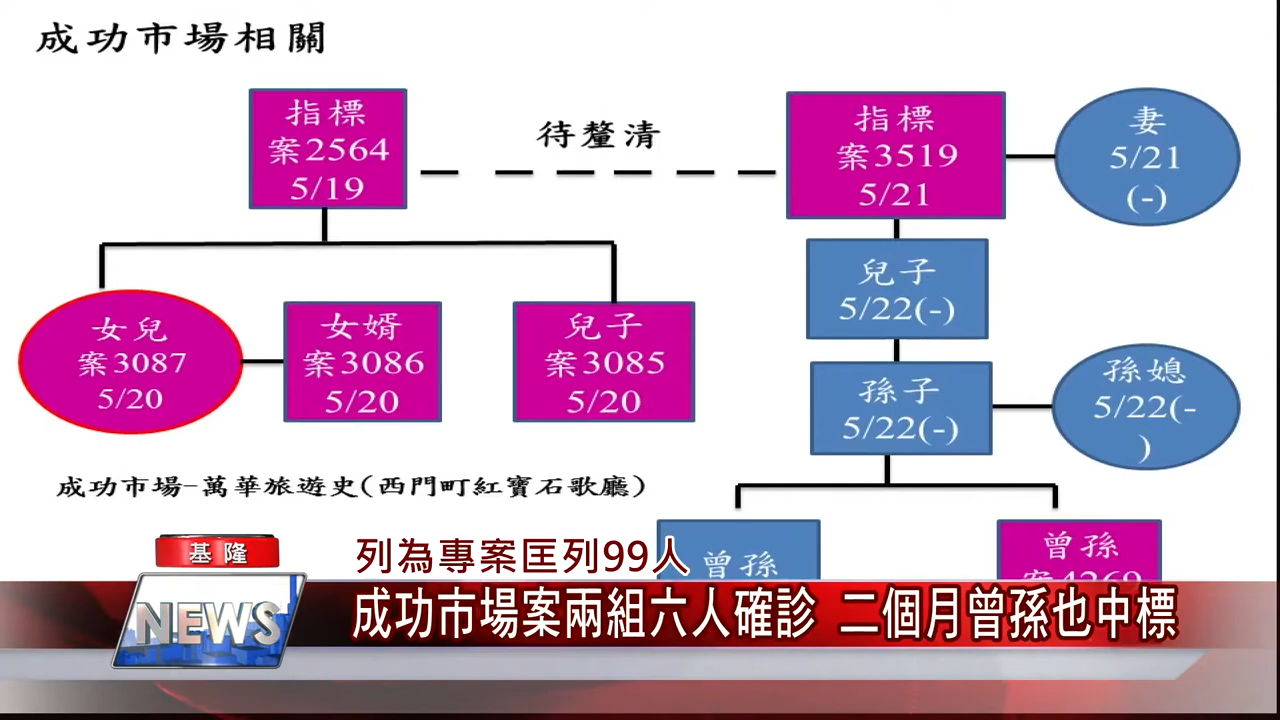 成功市場相關
指標
案2564
5/19
待釐清
指標
案3519
5/21
妻
5/21
(-)
兒子
5/22(-)
女兒
案3087
5/20
女婿
案3086
5/20
兒子
案3085
5/20
孫子
5/22(-)
孫媳
5/22(-
)
成功市場-萬華旅遊史(西門町紅寶石歌廳)
曾孫
曾孫
案4269
基隆
NEWS
列為專案匡列99人
成功市場案兩組六人確診 二個月曾孫也中標